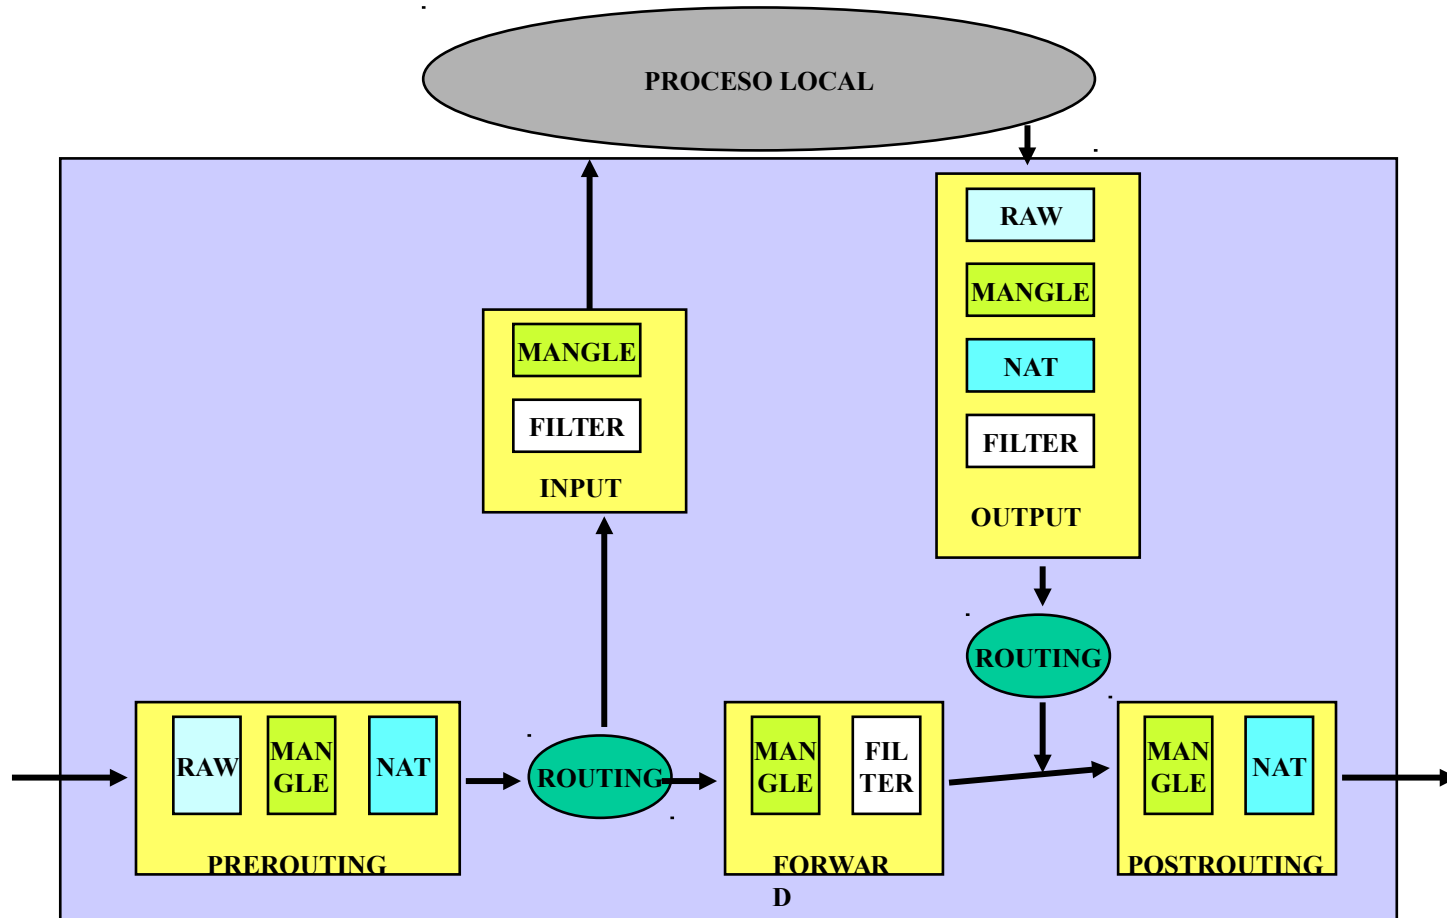 PROCESO LOCAL
RAW
MANGLE
NAT
FILTER
OUTPUT
MANGLE
FILTER
INPUT
ROUTING
RAW
MAN
GLE
NAT
PREROUTING
ROUTING
MAN
GLE
FIL
TER
FORWAR
D
MAN
GLE
NAT
POSTROUTING